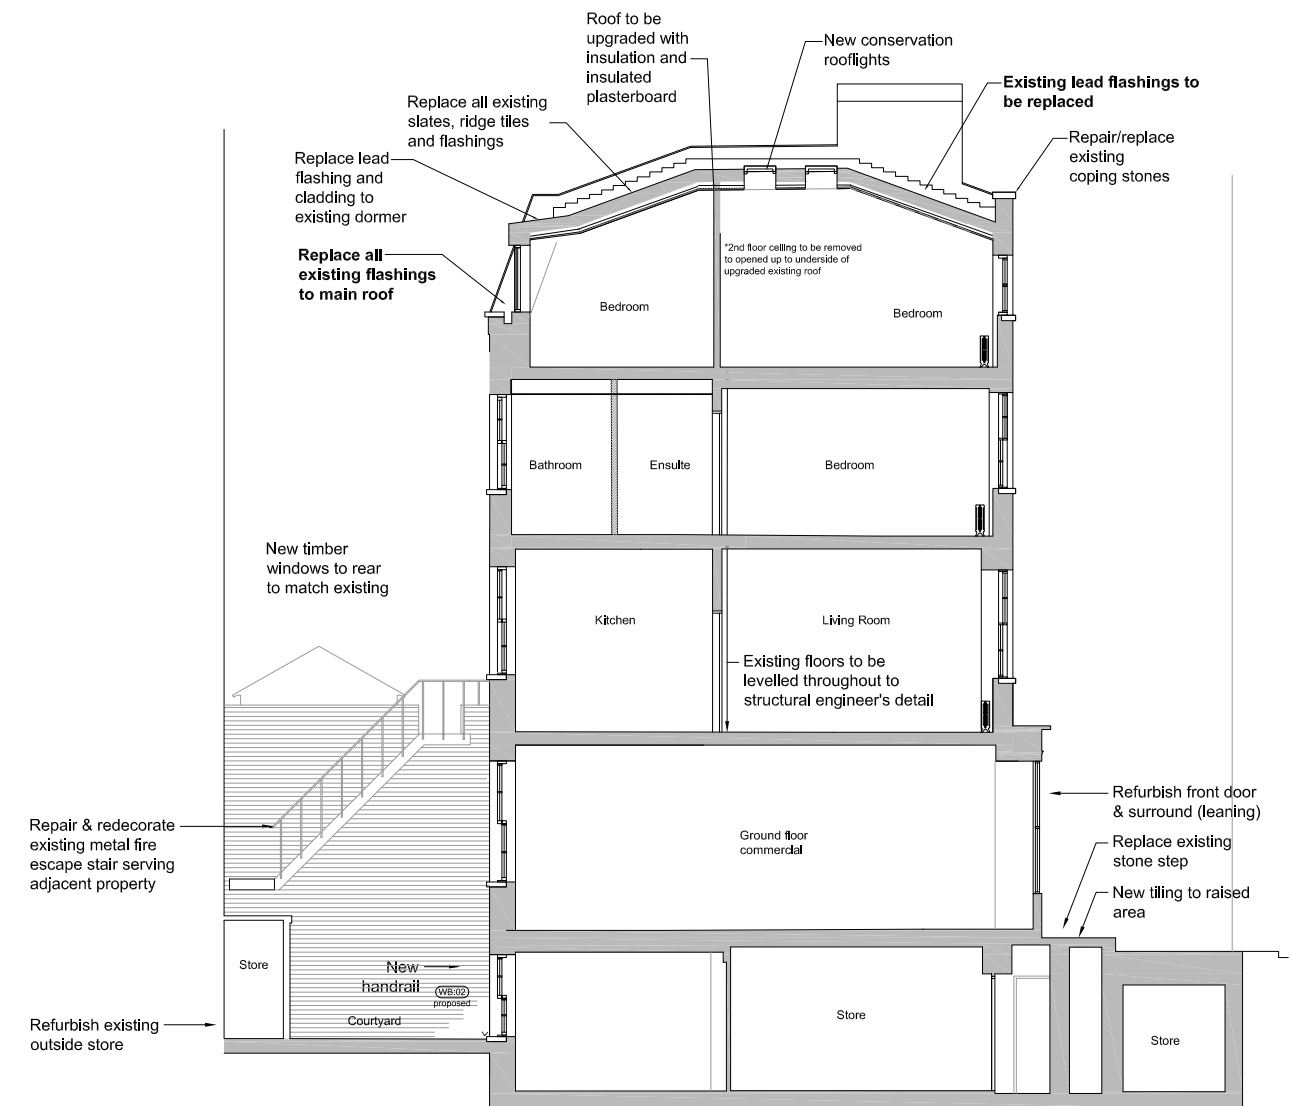 Roof to be
upgraded with
insulation and
insulated
plasterboard
New conservation
rooflights
Existing lead flashings to
be replaced
Replace all existing
slates, ridge tiles
and flashings
Repair/replace
existing
coping stones
Replace lead
flashing and
cladding to
existing dormer
Replace all
existing flashings
to main roof
*2nd floor ceiling to be removed
to opened up to underside of
upgraded existing roof
Bedroom
Bedroom
Bathroom
Ensuite
Bedroom
New timber
windows to rear
to match existing
Kitchen
Living Room
Existing floors to be
levelled throughout to
structural engineer's detail
Refurbish front door
& surround (leaning)
Repair & redecorate
existing metal fire
escape stair serving
adjacent property
Ground floor
commercial
Replace existing
stone step
New tiling to raised
area
Store
New
handrail
WB:02
proposed
Courtyard
Refurbish existing
outside store
Store
Store